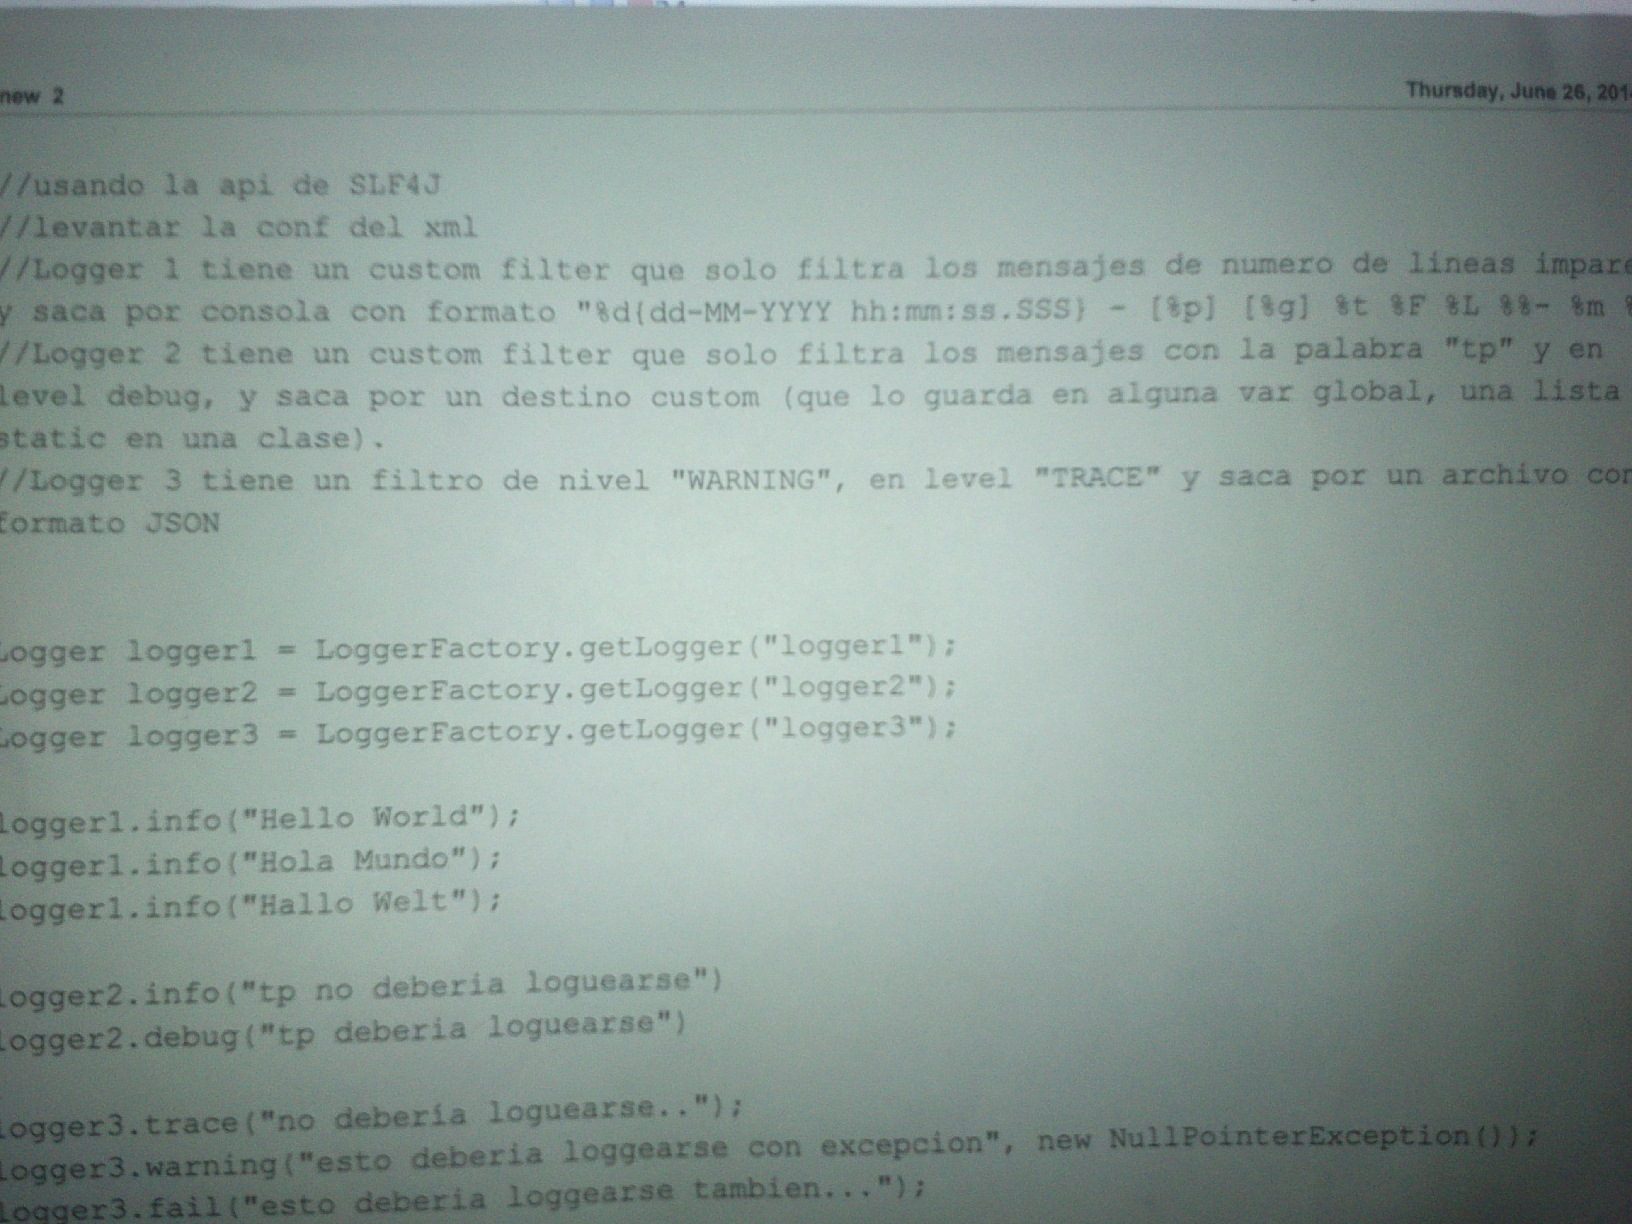 new 2
Thursday, June 26, 201
//usando la api de SLF4J
//levantar la conf del xml
//Logger 1 tiene un custom filter que solo filtra los mensajes de numero de lineas impare
y saca por consola con formato "%d{dd-MM-YYYY hh:mm:ss.SSS} - [%p] [%g] %t %F %L %%- %m %
//Logger 2 tiene un custom filter que solo filtra los mensajes con la palabra "tp" y en
level debug, y saca por un destino custom (que lo guarda en alguna var global, una lista
static en una clase).
//Logger 3 tiene un filtro de nivel "WARNING", en level "TRACE" y saca por un archivo con
formato JSON
Logger logger1 = LoggerFactory.getLogger("logger1");
Logger logger2 = LoggerFactory.getLogger("logger2");
Logger logger3 = LoggerFactory.getLogger("logger3");
logger1.info("Hello World");
logger1.info("Hola Mundo");
logger1.info("Hallo Welt");
logger2.info("tp no deberia loguearse")
logger2.debug("tp deberia loguearse")
logger3.trace("no debería loguearse..");
logger3.warning("esto deberia loggearse con excepcion", new NullPointerException());
logger3.fail("esto deberia loggearse tambien...");